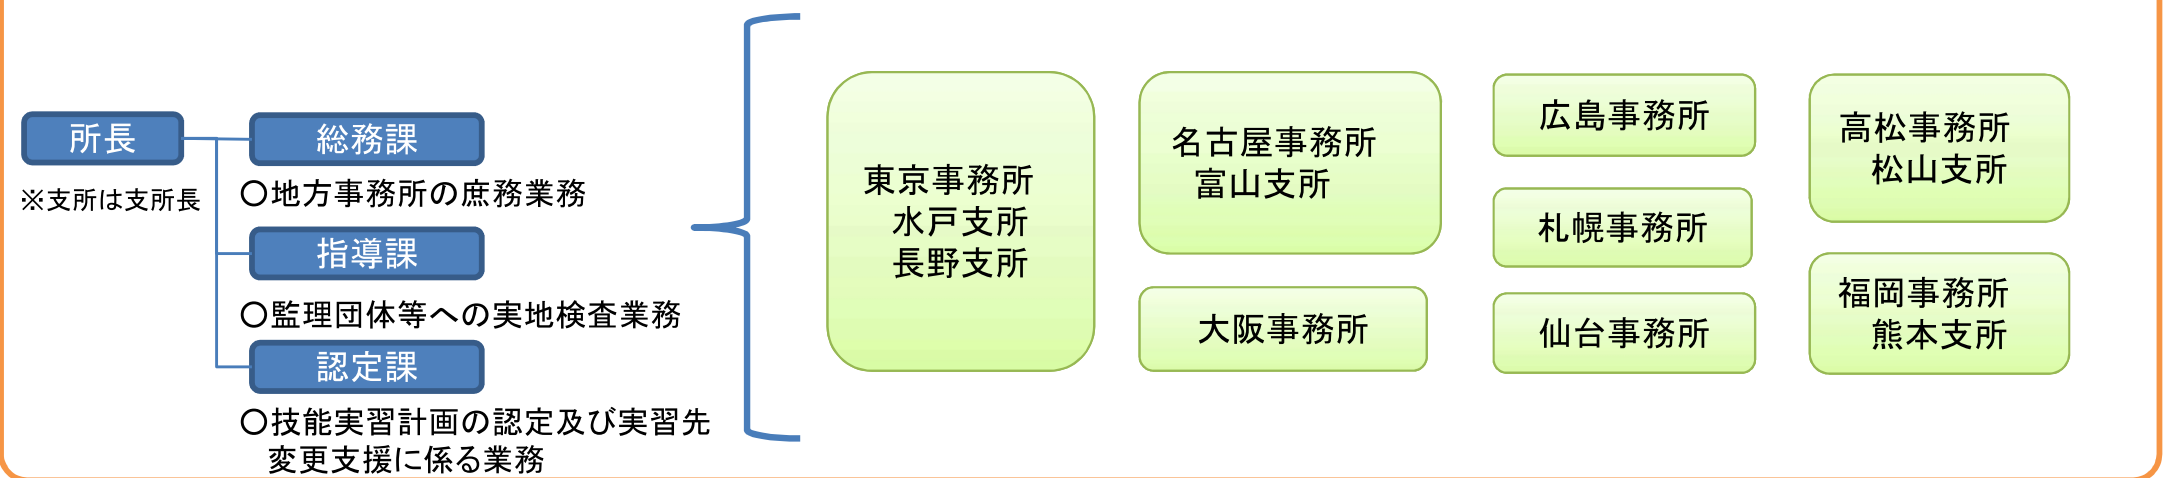 所長
※支所は支所長
総務課
〇地方事務所の庶務業務
指導課
〇監理団体等への実地検査業務
認定課
〇技能実習計画の認定及び実習先
変更支援に係る業務
東京事務所
水戸支所
長野支所
名古屋事務所
富山支所
大阪事務所
広島事務所
札幌事務所
仙台事務所
高松事務所
松山支所
福岡事務所
熊本支所